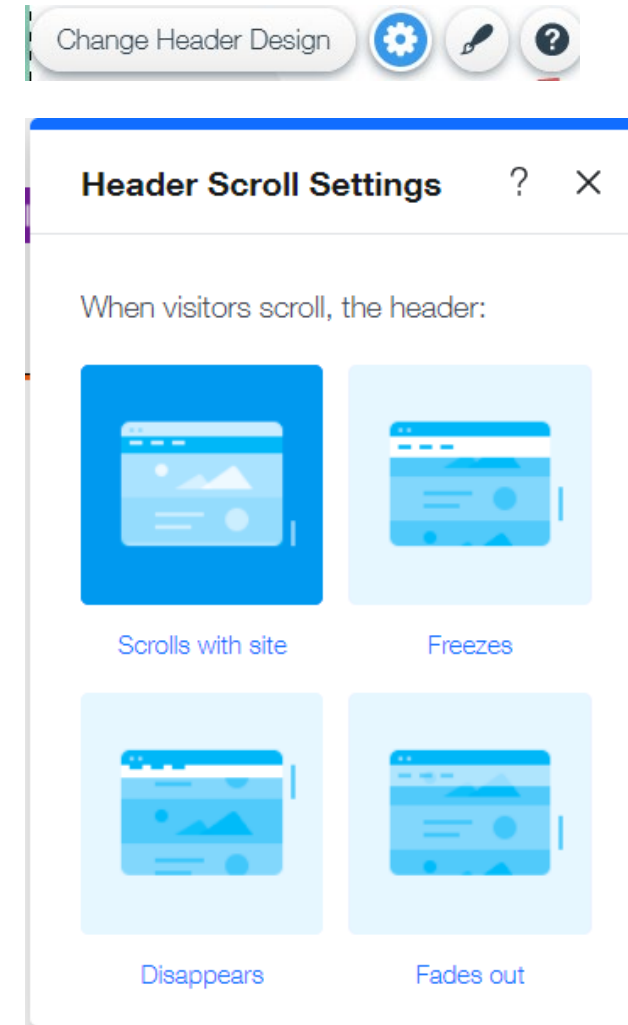 Change Header Design ?
Header Scroll Settings ? ×
When visitors scroll, the header:
Scrolls with site Freezes
Disappears Fades out